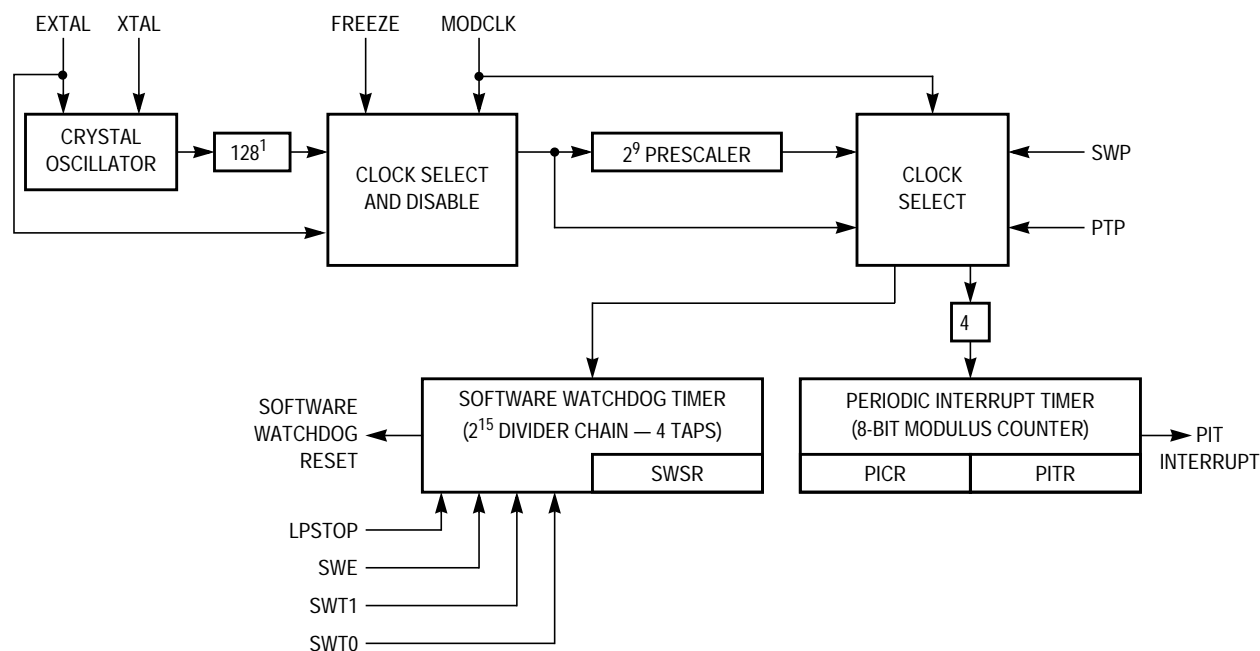 EXTAL XTAL FREEZE MODCLK
CRYSTAL
OSCILLATOR
128¹
CLOCK SELECT
AND DISABLE
2⁹ PRESCALER
CLOCK
SELECT
SWP
PTP
4
SOFTWARE
WATCHDOG
RESET
SOFTWARE WATCHDOG TIMER
(2¹⁵ DIVIDER CHAIN — 4 TAPS)
SWSR
PERIODIC INTERRUPT TIMER
(8-BIT MODULUS COUNTER)
PICR PITR
PIT
INTERRUPT
LPSTOP
SWE
SWT1
SWT0